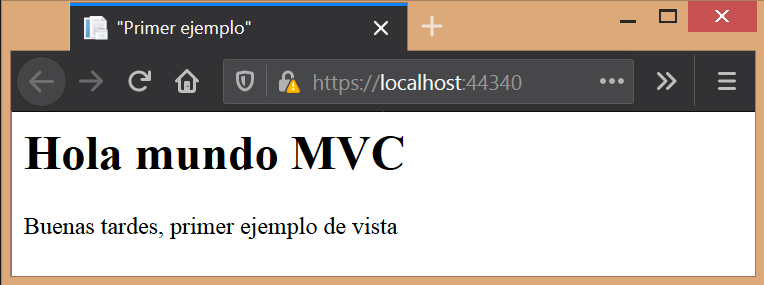 "Primer ejemplo"
https://localhost:44340
Hola mundo MVC
Buenas tardes, primer ejemplo de vista